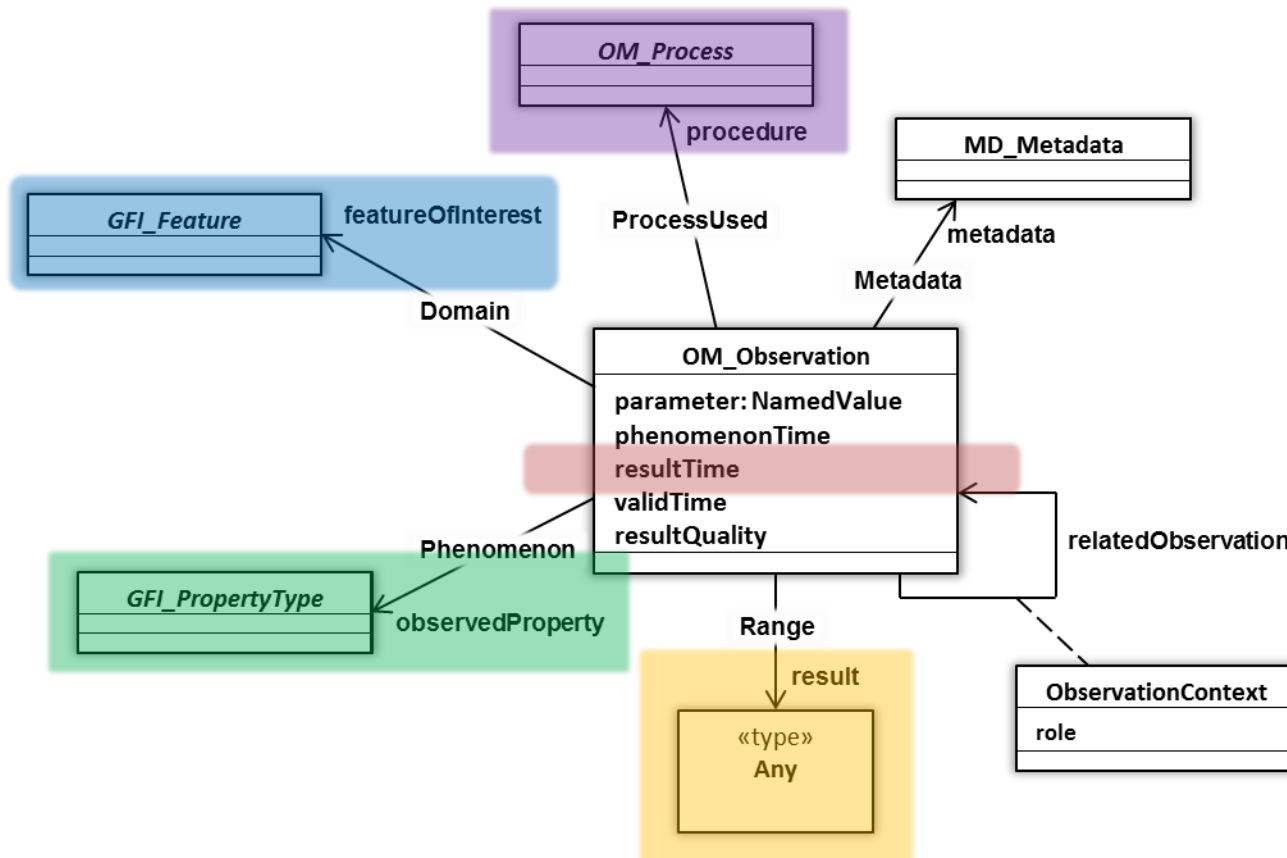 OM_Process
procedure
MD_Metadata
GFI_Feature
featureOfInterest
ProcessUsed
metadata
Metadata
Domain
OM_Observation
parameter: NamedValue
phenomenonTime
resultTime
validTime
resultQuality
Phenomenon
relatedObservation
GFI_PropertyType
observedProperty
Range
result
«type»
Any
ObservationContext
role